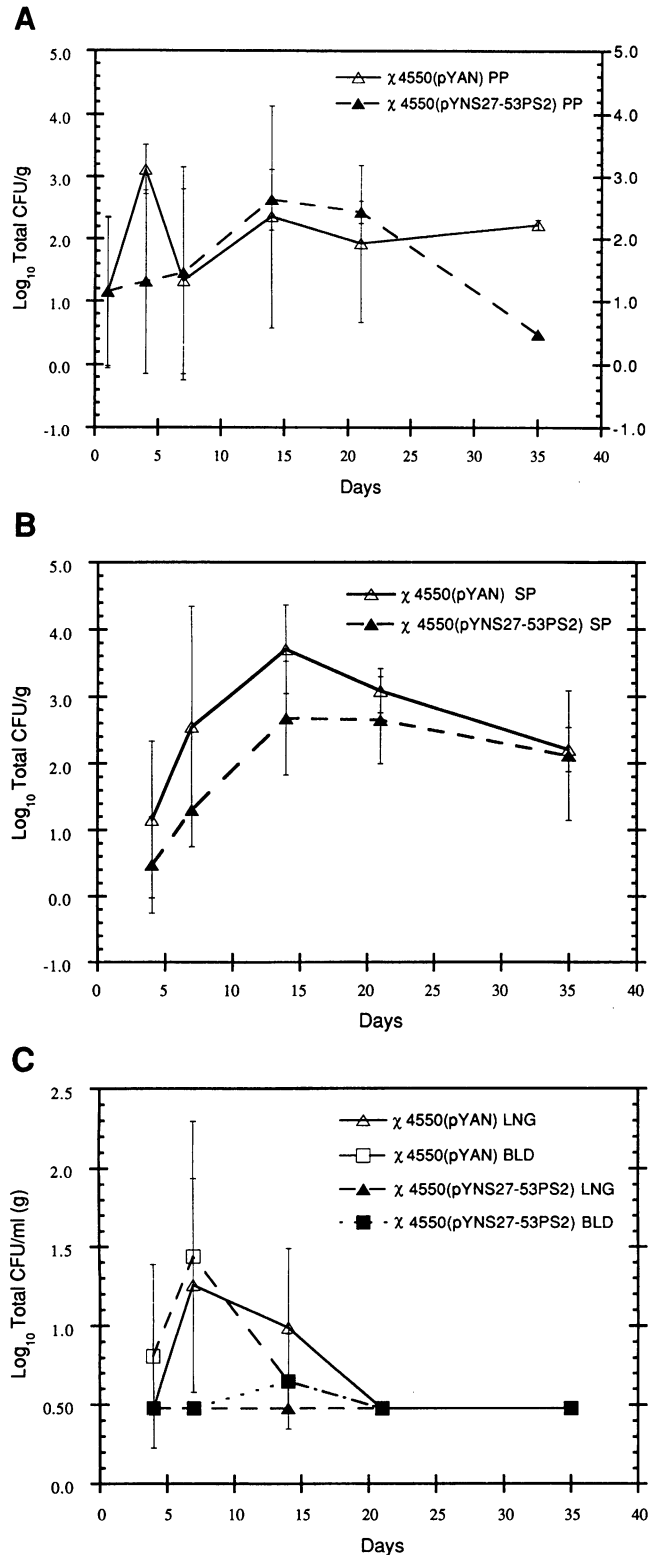 A
5.0 5.0
χ 4550(pYAN) PP
χ 4550(pYNS27-53PS2) PP
4.0 4.0
3.0 3.0
Log10 Total CFU/g
2.0 2.0
1.0 1.0
0.0 0.0
-1.0 -1.0
0 5 10 15 20 25 30 35 40
Days
B
5.0
χ 4550(pYAN) SP
χ 4550(pYNS27-53PS2) SP
4.0
3.0
Log10 Total CFU/g
2.0
1.0
0.0
-1.0
0 5 10 15 20 25 30 35 40
Days
C
2.5
χ 4550(pYAN) LNG
χ 4550(pYAN) BLD
χ 4550(pYNS27-53PS2) LNG
χ 4550(pYNS27-53PS2) BLD
2.0
1.5
Log10 Total CFU/ml (g)
1.0
0.50
0.0
0 5 10 15 20 25 30 35 40
Days